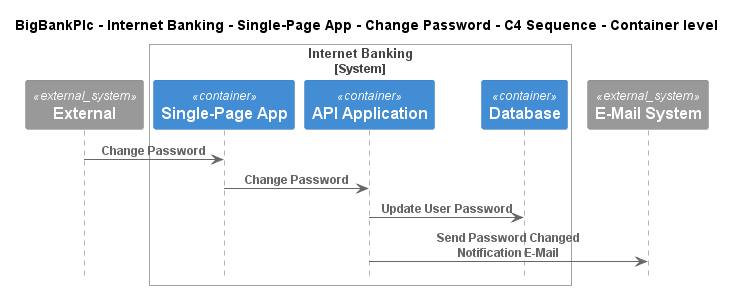 BigBankPlc - Internet Banking - Single-Page App - Change Password - C4 Sequence - Container level
Internet Banking
[System]
«external_system»
External
«container»
Single-Page App
«container»
API Application
«container»
Database
«external_system»
E-Mail System
Change Password
Change Password
Update User Password
Send Password Changed
Notification E-Mail